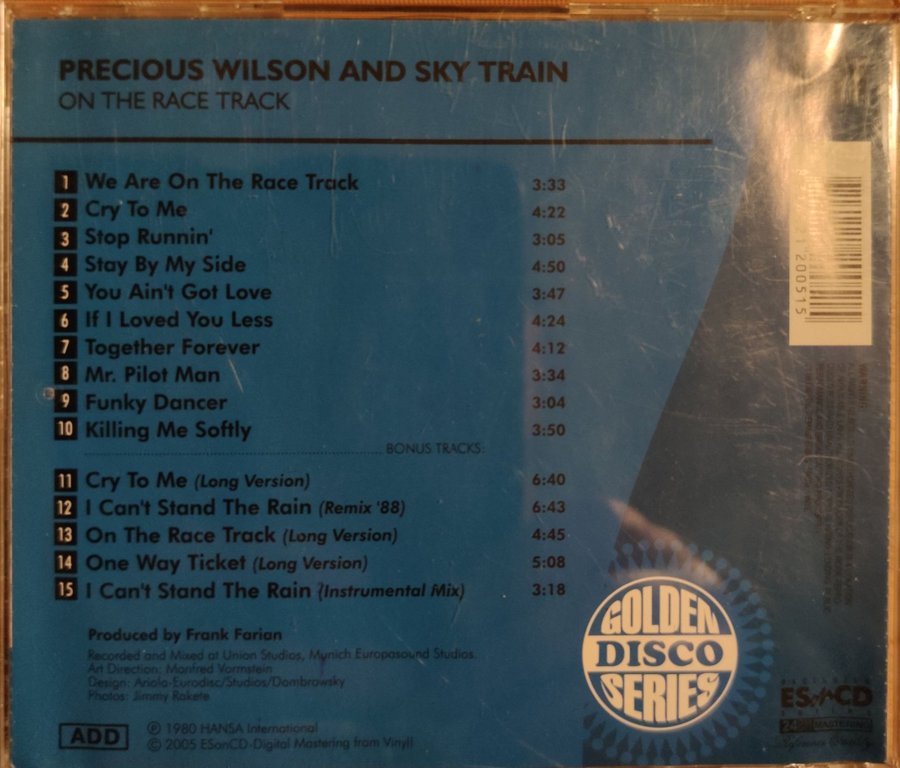 PRECIOUS WILSON AND SKY TRAIN
ON THE RACE TRACK
1 We Are On The Race Track 3:33
2 Cry To Me 4:22
3 Stop Runnin' 3:05
4 Stay By My Side 4:50
5 You Ain't Got Love 3:47
6 If I Loved You Less 4:24
7 Together Forever 4:12
8 Mr. Pilot Man 3:34
9 Funky Dancer 3:04
10 Killing Me Softly 3:50
BONUS TRACKS:
11 Cry To Me (Long Version) 6:40
12 I Can't Stand The Rain (Remix '88) 6:43
13 On The Race Track (Long Version) 4:45
14 One Way Ticket (Long Version) 5:08
15 I Can't Stand The Rain (Instrumental Mix) 3:18
Produced by Frank Farian
Recorded and Mixed at Union Studios, Munich Europasound Studios.
Art Direction: Manfred Vormstein
Design: Ariola-Eurodisc/Studios/Dombrowsky
Photos: Jimmy Rakete
ADD
℗ 1980 HANSA International
© 2005 ESonCD-Digital Mastering from Vinyl!
1 200515
GOLDEN
DISCO
SERIES
ESonCD
MASTERING